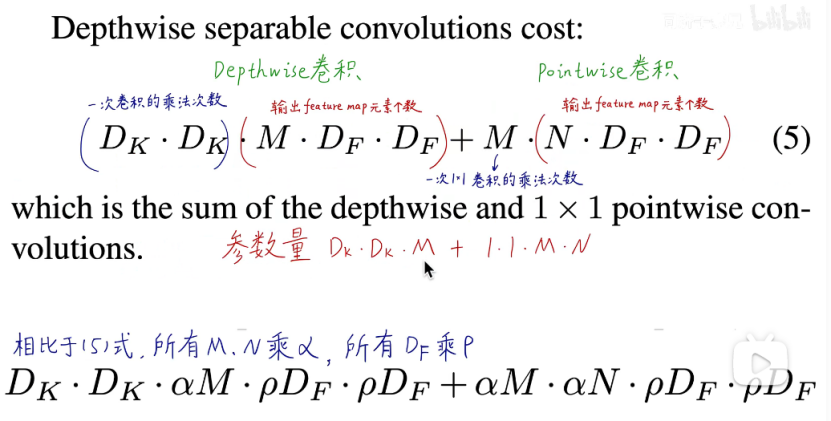 Depthwise separable convolutions cost:
Depthwise卷积、 Pointwise卷积、
一次卷积的乘法次数 输出feature map元素个数 输出feature map元素个数
(D_K · D_K) · (M · D_F · D_F) + M · (N · D_F · D_F) (5)
一次1*1卷积的乘法次数
which is the sum of the depthwise and 1 × 1 pointwise con-
volutions. 参数量 D_K · D_K · M + 1 · 1 · M · N
相比于(5)式, 所有M、N乘α, 所有D_F乘ρ
D_K · D_K · αM · ρD_F · ρD_F + αM · αN · ρD_F · ρD_F
bilibili